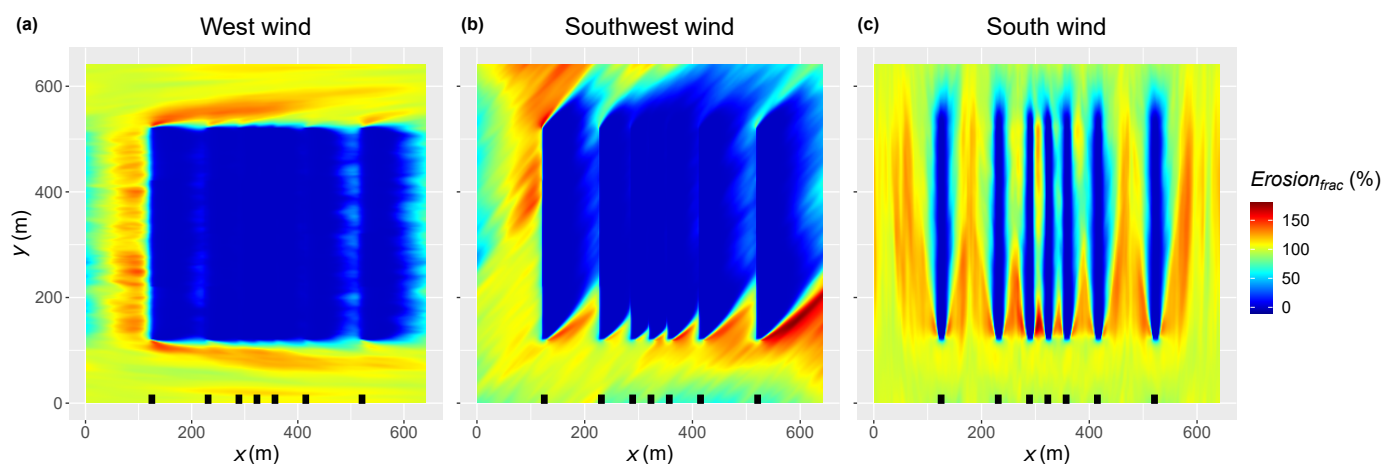 (a) West wind (b) Southwest wind (c) South wind
600
400
200
0
y (m)
0 200 400 600 0 200 400 600 0 200 400 600
x (m) x (m) x (m)
Erosion_frac (%)
150
100
50
0